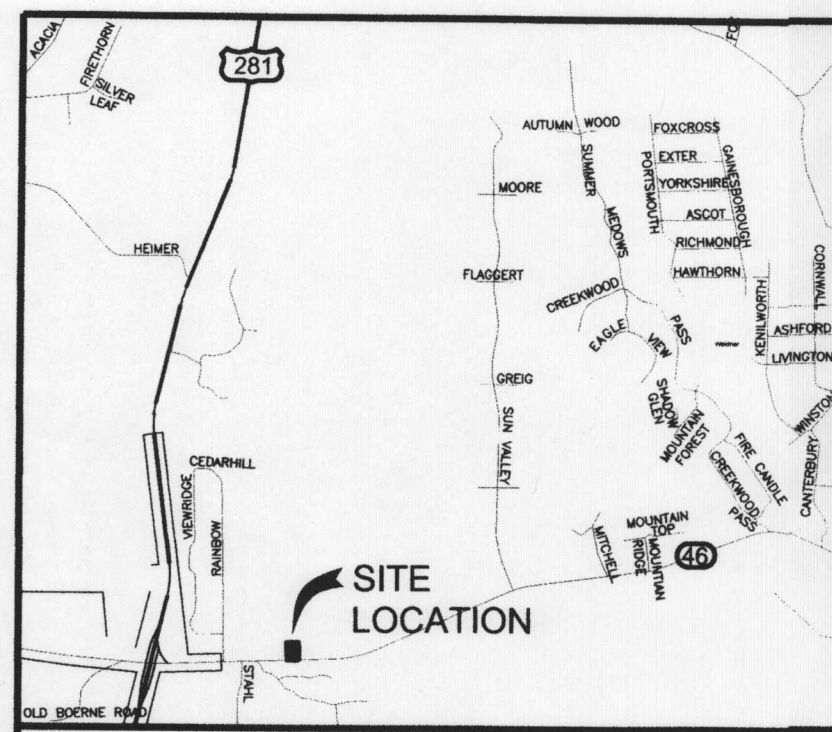 ACACIA
FIRETHORN
SILVER
LEAF
281
FO
AUTUMN WOOD
FOXCROSS
SUMMER
MEDOWS
EXTER
PORTSMOUTH
GAINESBOROUGH
YORKSHIRE
MOORE
ASCOT
RICHMOND
HEIMER
FLAGGERT
HAWTHORN
CORNWALL
CREEKWOOD
PASS
KENILWORTH
EAGLE
VIEW
ASHFORD
LIVINGTON
GREIG
SHADOW
GLEN
SUN VALLEY
MOUNTAIN
FOREST
WINSTON
CEDARHILL
VIEWRIDGE
RAINBOW
FIRE CANDLE
CREEKWOOD
PASS
CANTERBURY
MOUNTAIN
TOP
MITCHELL
MOUNTIAN
RIDGE
46
SITE
LOCATION
STAHL
OLD BOERNE ROAD